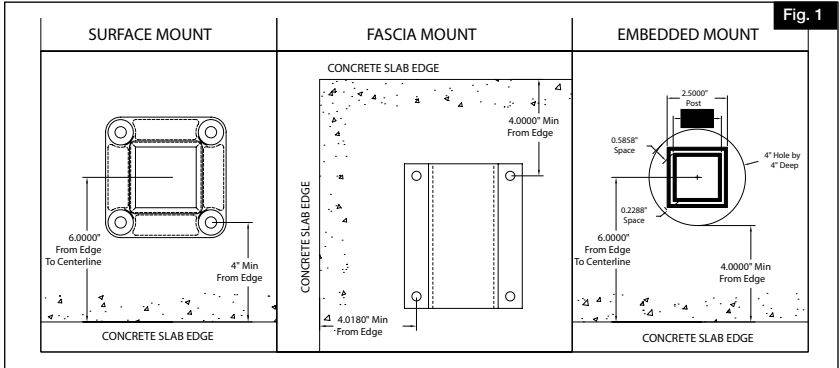 Fig. 1
SURFACE MOUNT
6.0000"
From Edge
To Centerline
4" Min
From Edge
CONCRETE SLAB EDGE
FASCIA MOUNT
CONCRETE SLAB EDGE
4.0000" Min
From Edge
CONCRETE SLAB EDGE
4.0180" Min
From Edge
EMBEDDED MOUNT
2.5000"
Post
0.5858"
Space
4" Hole by
4" Deep
0.2288"
Space
6.0000"
From Edge
To Centerline
4.0000" Min
From Edge
CONCRETE SLAB EDGE